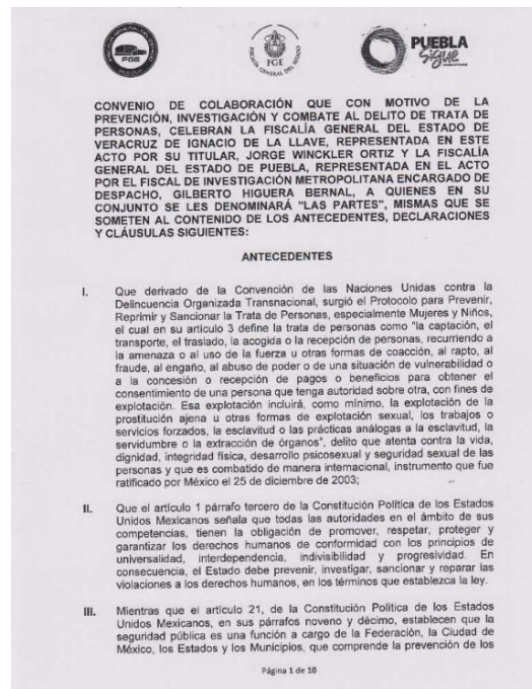 FGE
FGE
FISCALÍA GENERAL DEL ESTADO
PUEBLA
Sigue
CONVENIO DE COLABORACIÓN QUE CON MOTIVO DE LA
PREVENCIÓN, INVESTIGACIÓN Y COMBATE AL DELITO DE TRATA DE
PERSONAS, CELEBRAN LA FISCALÍA GENERAL DEL ESTADO DE
VERACRUZ DE IGNACIO DE LA LLAVE, REPRESENTADA EN ESTE
ACTO POR SU TITULAR, JORGE WINCKLER ORTIZ Y LA FISCALÍA
GENERAL DEL ESTADO DE PUEBLA, REPRESENTADA EN EL ACTO
POR EL FISCAL DE INVESTIGACIÓN METROPOLITANA ENCARGADO DE
DESPACHO, GILBERTO HIGUERA BERNAL, A QUIENES EN SU
CONJUNTO SE LES DENOMINARÁ "LAS PARTES", MISMAS QUE SE
SOMETEN AL CONTENIDO DE LOS ANTECEDENTES, DECLARACIONES
Y CLÁUSULAS SIGUIENTES:
ANTECEDENTES
I. Que derivado de la Convención de las Naciones Unidas contra la
Delincuencia Organizada Transnacional, surgió el Protocolo para Prevenir,
Reprimir y Sancionar la Trata de Personas, especialmente Mujeres y Niños,
el cual en su artículo 3 define la trata de personas como "la captación, el
transporte, el traslado, la acogida o la recepción de personas, recurriendo a
la amenaza o al uso de la fuerza u otras formas de coacción, al rapto, al
fraude, al engaño, al abuso de poder o de una situación de vulnerabilidad o
a la concesión o recepción de pagos o beneficios para obtener el
consentimiento de una persona que tenga autoridad sobre otra, con fines de
explotación. Esa explotación incluirá, como mínimo, la explotación de la
prostitución ajena u otras formas de explotación sexual, los trabajos o
servicios forzados, la esclavitud o las prácticas análogas a la esclavitud, la
servidumbre o la extracción de órganos", delito que atenta contra la vida,
dignidad, integridad física, desarrollo psicosexual y seguridad sexual de las
personas y que es combatido de manera internacional, instrumento que fue
ratificado por México el 25 de diciembre de 2003;
II. Que el artículo 1 párrafo tercero de la Constitución Política de los Estados
Unidos Mexicanos señala que todas las autoridades en el ámbito de sus
competencias, tienen la obligación de promover, respetar, proteger y
garantizar los derechos humanos de conformidad con los principios de
universalidad, interdependencia, indivisibilidad y progresividad. En
consecuencia, el Estado debe prevenir, investigar, sancionar y reparar las
violaciones a los derechos humanos, en los términos que establezca la ley.
III. Mientras que el artículo 21, de la Constitución Política de los Estados
Unidos Mexicanos, en sus párrafos noveno y décimo, establecen que la
seguridad pública es una función a cargo de la Federación, la Ciudad de
México, los Estados y los Municipios, que comprende la prevención de los
Página 1 de 10